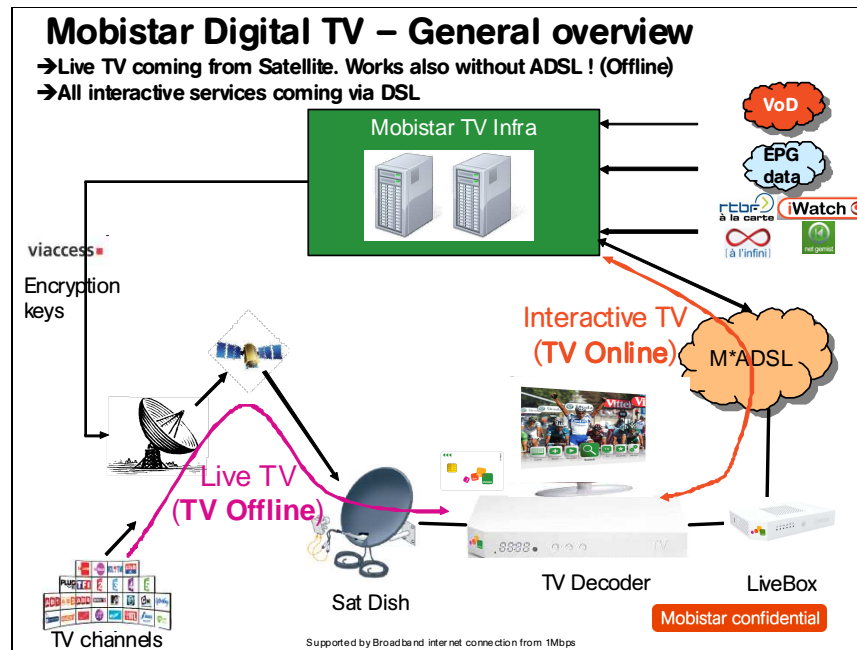 Mobistar Digital TV – General overview
➔Live TV coming from Satellite. Works also without ADSL ! (Offline)
➔All interactive services coming via DSL
Mobistar TV Infra
VoD
EPG
data
rtbf
à la carte
iWatch
[à l'infini]
net gemist
viaccess
Encryption
keys
Interactive TV
(TV Online)
M*ADSL
Vittel
Live TV
(TV Offline)
TV Decoder
LiveBox
Sat Dish
Mobistar confidential
TV channels
Supported by Broadband internet connection from 1Mbps